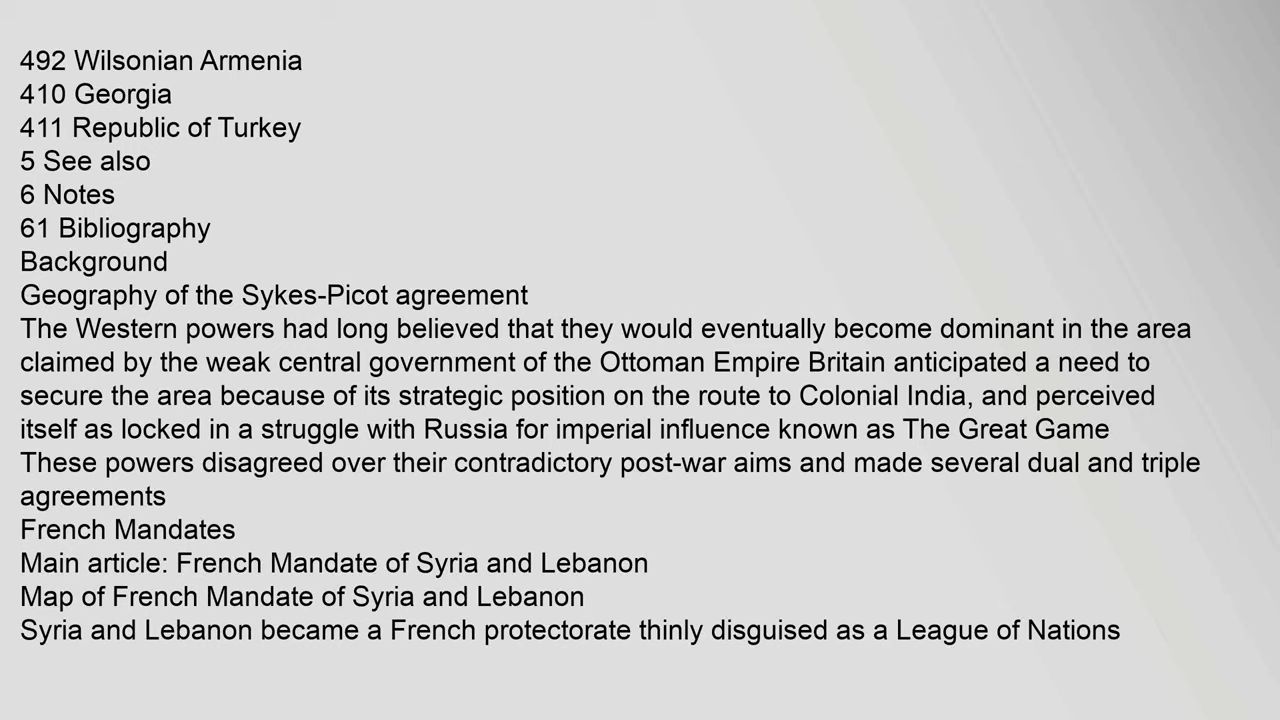 492 Wilsonian Armenia
410 Georgia
411 Republic of Turkey
5 See also
6 Notes
61 Bibliography
Background
Geography of the Sykes-Picot agreement
The Western powers had long believed that they would eventually become dominant in the area
claimed by the weak central government of the Ottoman Empire Britain anticipated a need to
secure the area because of its strategic position on the route to Colonial India, and perceived
itself as locked in a struggle with Russia for imperial influence known as The Great Game
These powers disagreed over their contradictory post-war aims and made several dual and triple
agreements
French Mandates
Main article: French Mandate of Syria and Lebanon
Map of French Mandate of Syria and Lebanon
Syria and Lebanon became a French protectorate thinly disguised as a League of Nations